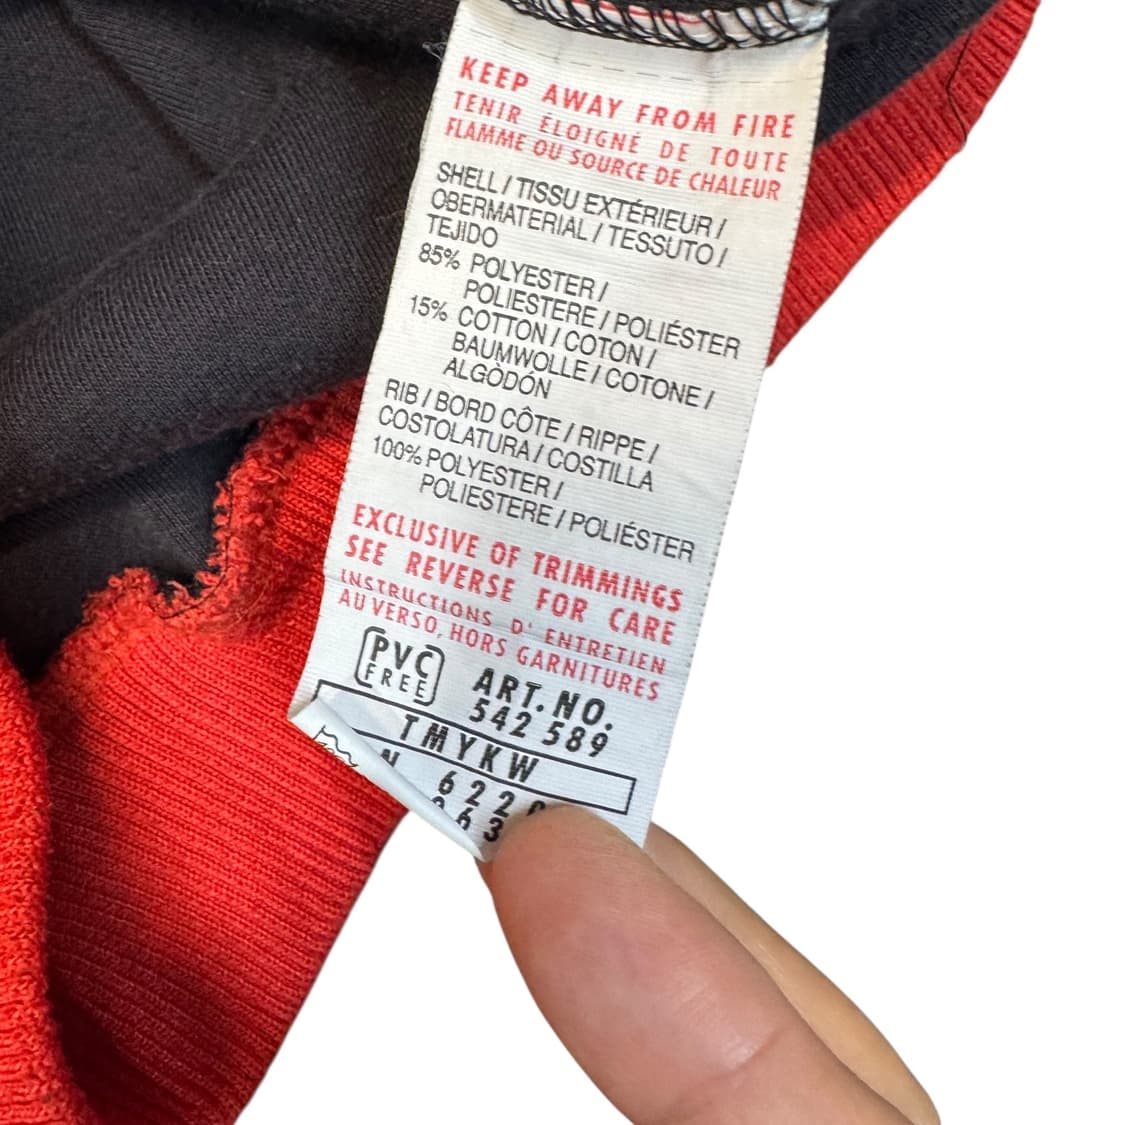 KEEP AWAY FROM FIRE
TENIR ÉLOIGNÉ DE TOUTE
FLAMME OU SOURCE DE CHALEUR
SHELL / TISSU EXTÉRIEUR /
OBERMATERIAL / TESSUTO /
TEJIDO
85% POLYESTER /
POLIESTERE / POLIÉSTER
15% COTTON / COTON /
BAUMWOLLE / COTONE /
ALGÒDÓN
RIB / BORD CÔTE / RIPPE /
COSTOLATURA / COSTILLA
100% POLYESTER /
POLIESTERE / POLIÉSTER
EXCLUSIVE OF TRIMMINGS
SEE REVERSE FOR CARE
INSTRUCTIONS D' ENTRETIEN
AU VERSO, HORS GARNITURES
PVC
FREE
ART. NO.
542 589
TMYKW
N 622
63